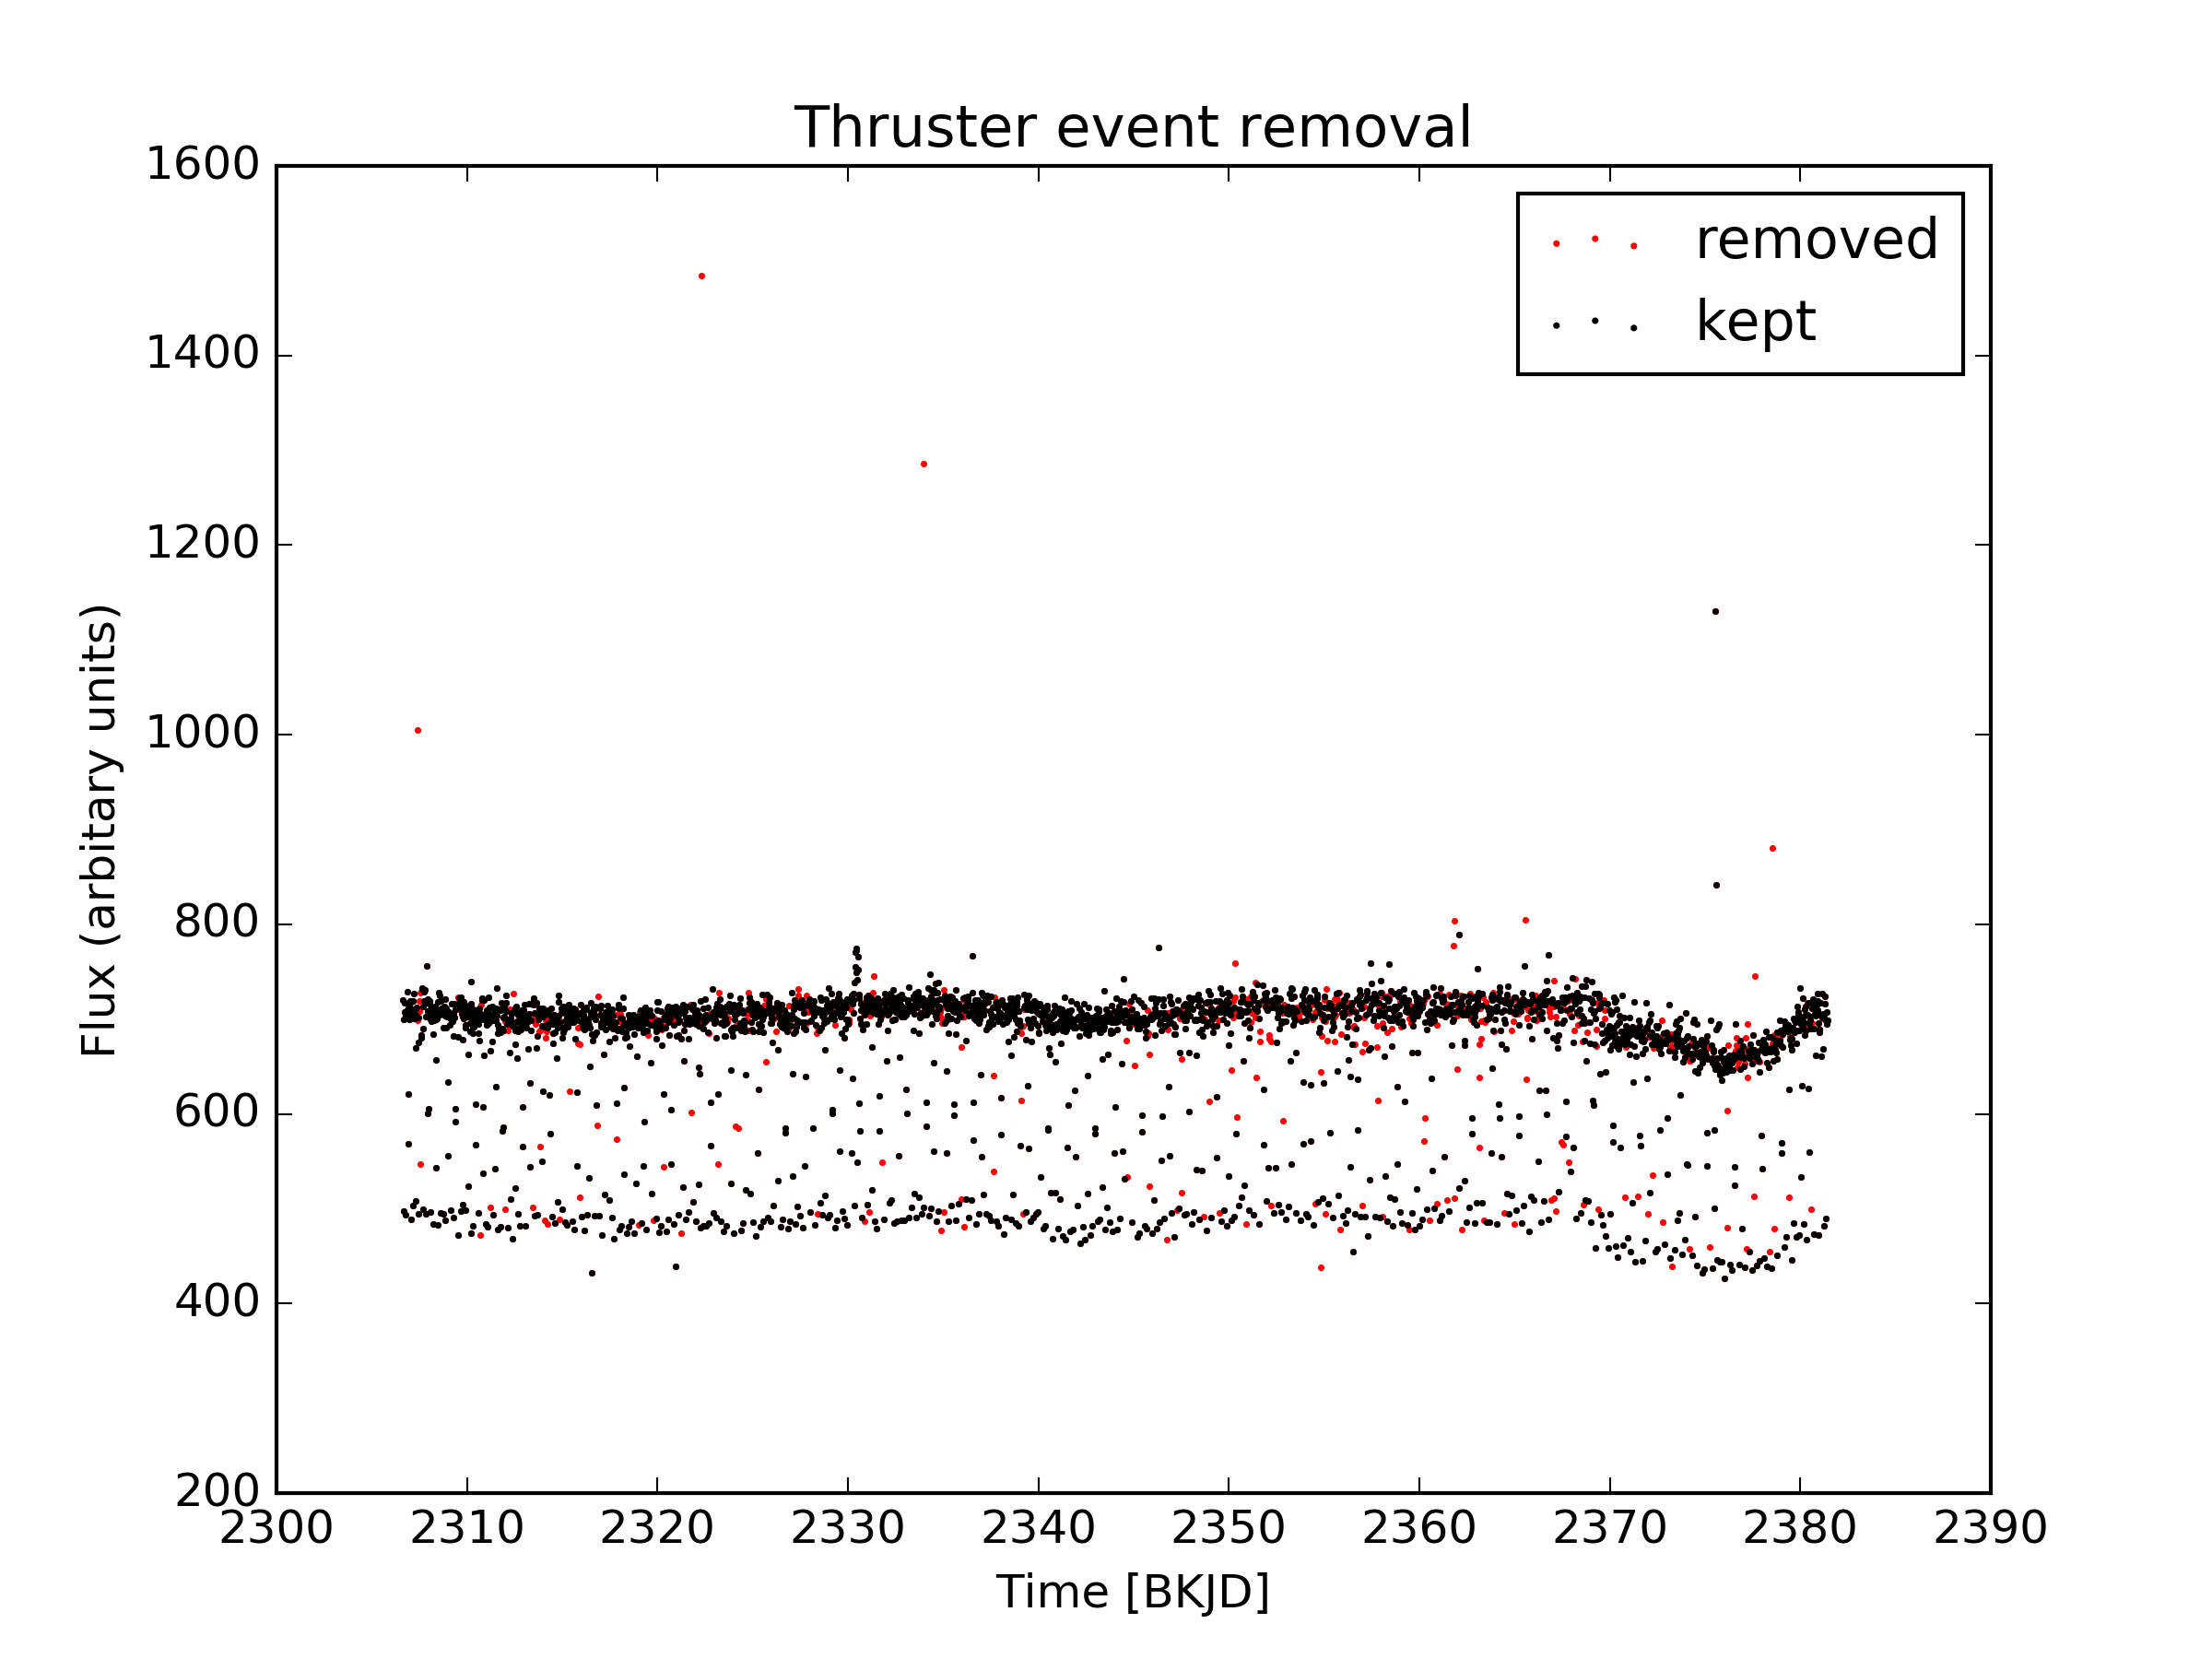 Thruster event removal
removed
kept
1600
1400
1200
1000
800
600
400
200
Flux (arbitary units)
2300 2310 2320 2330 2340 2350 2360 2370 2380 2390
Time [BKJD]